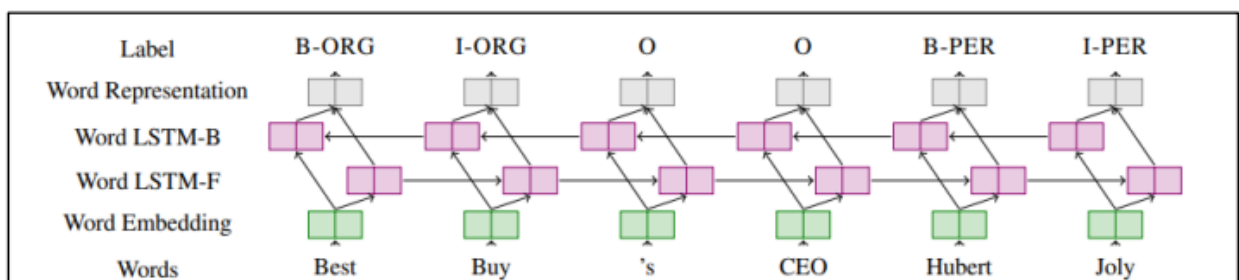 Label B-ORG I-ORG O O B-PER I-PER
Word Representation
Word LSTM-B
Word LSTM-F
Word Embedding
Words Best Buy 's CEO Hubert Joly